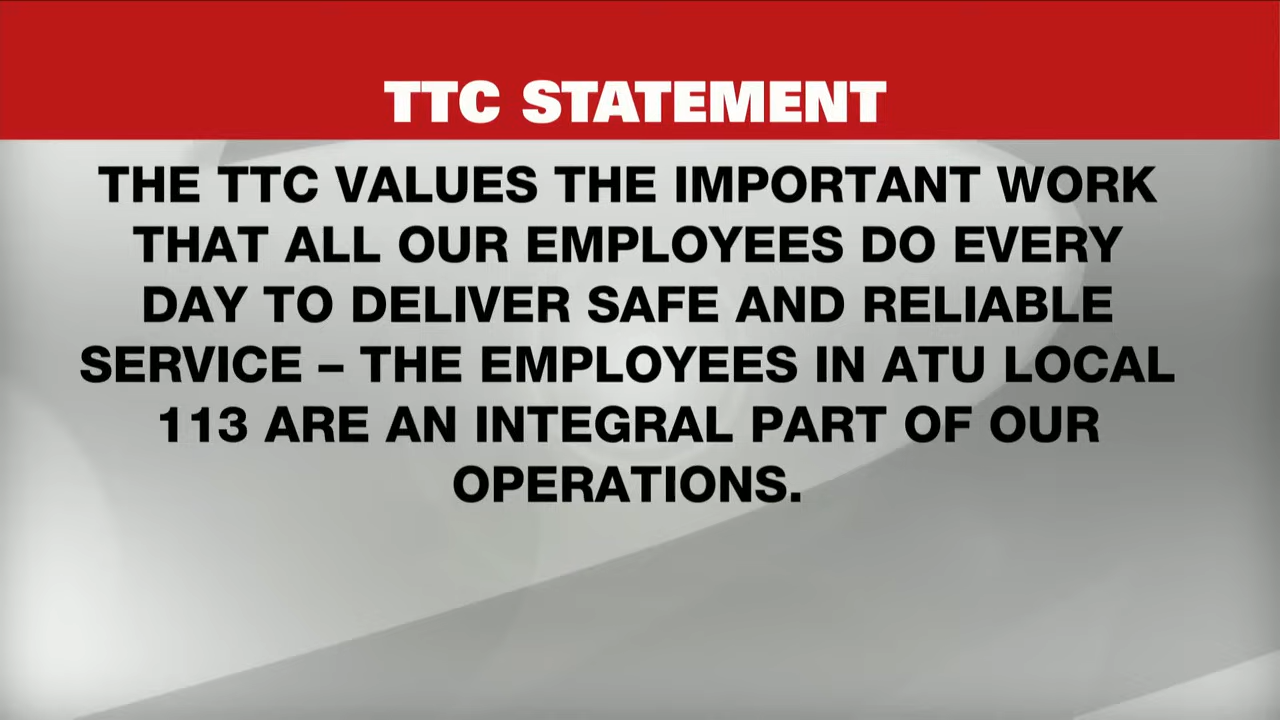 TTC STATEMENT
THE TTC VALUES THE IMPORTANT WORK
THAT ALL OUR EMPLOYEES DO EVERY
DAY TO DELIVER SAFE AND RELIABLE
SERVICE – THE EMPLOYEES IN ATU LOCAL
113 ARE AN INTEGRAL PART OF OUR
OPERATIONS.